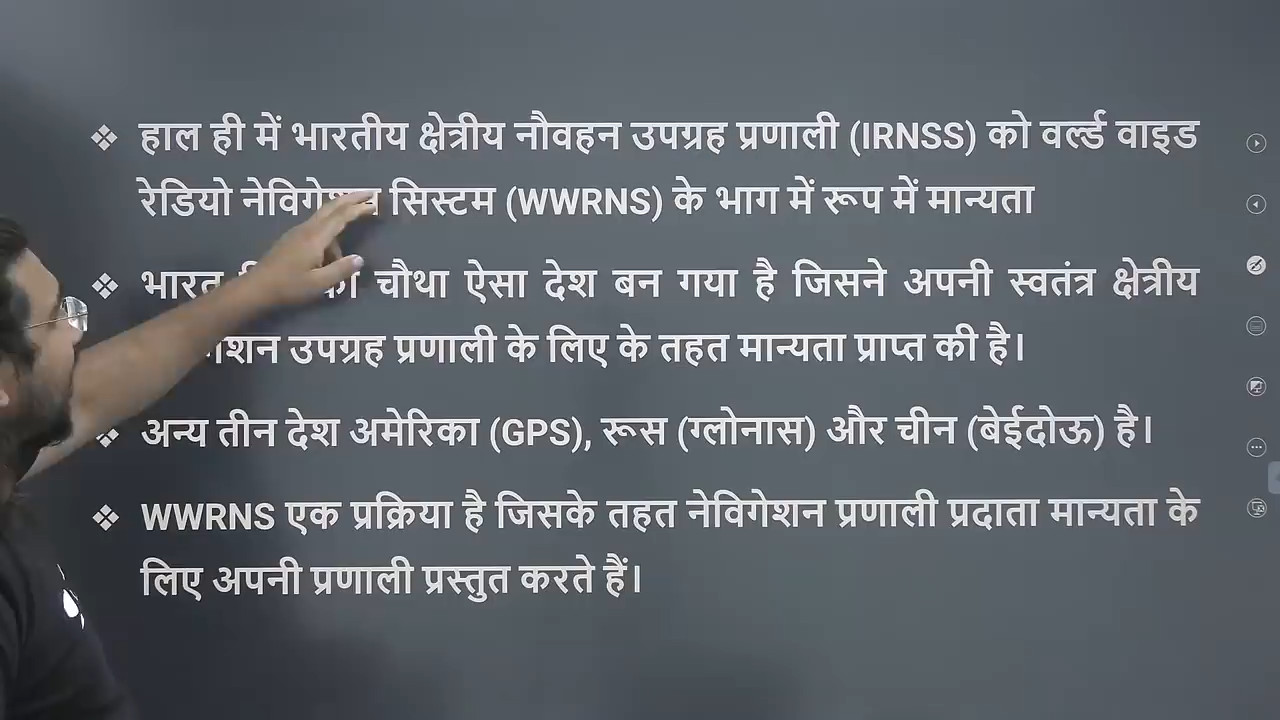 ❖ हाल ही में भारतीय क्षेत्रीय नौवहन उपग्रह प्रणाली (IRNSS) को वर्ल्ड वाइड
रेडियो नेविगेशन सिस्टम (WWRNS) के भाग में रूप में मान्यता
❖ भारत चौथा ऐसा देश बन गया है जिसने अपनी स्वतंत्र क्षेत्रीय
उपग्रह प्रणाली के लिए के तहत मान्यता प्राप्त की है।
❖ अन्य तीन देश अमेरिका (GPS), रूस (ग्लोनास) और चीन (बेईदोऊ) है।
❖ WWRNS एक प्रक्रिया है जिसके तहत नेविगेशन प्रणाली प्रदाता मान्यता के
लिए अपनी प्रणाली प्रस्तुत करते हैं।